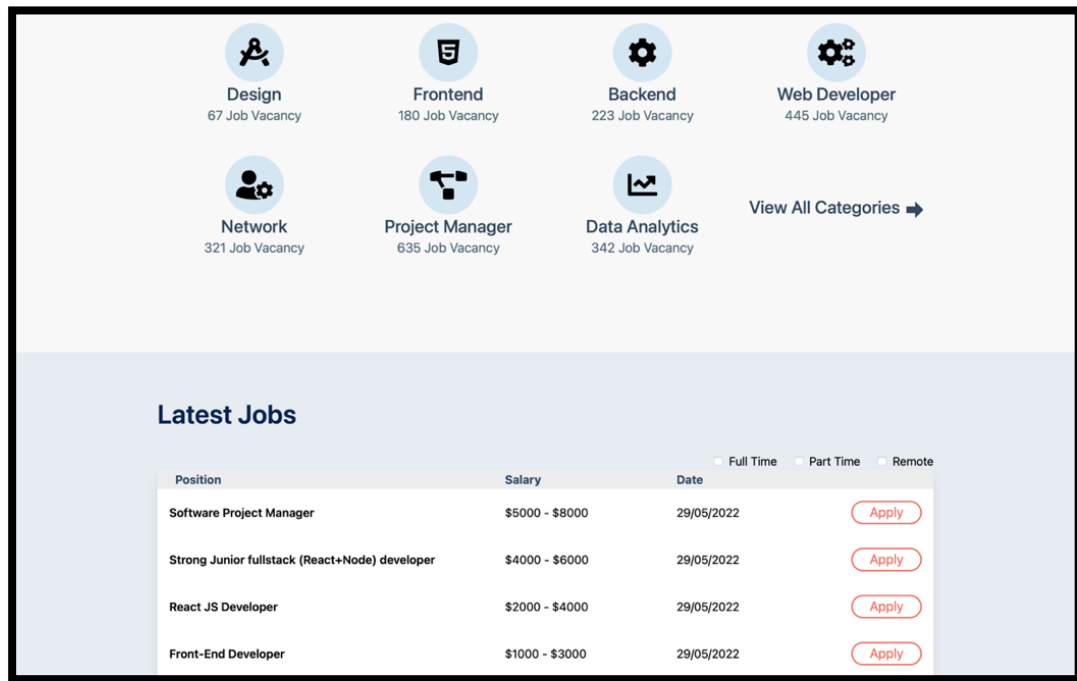 Design Frontend Backend Web Developer
67 Job Vacancy 180 Job Vacancy 223 Job Vacancy 445 Job Vacancy
View All Categories
Network Project Manager Data Analytics
321 Job Vacancy 635 Job Vacancy 342 Job Vacancy
Latest Jobs
Full Time Part Time Remote
Position Salary Date
Software Project Manager $5000 - $8000 29/05/2022 Apply
Strong Junior fullstack (React+Node) developer $4000 - $6000 29/05/2022 Apply
React JS Developer $2000 - $4000 29/05/2022 Apply
Front-End Developer $1000 - $3000 29/05/2022 Apply